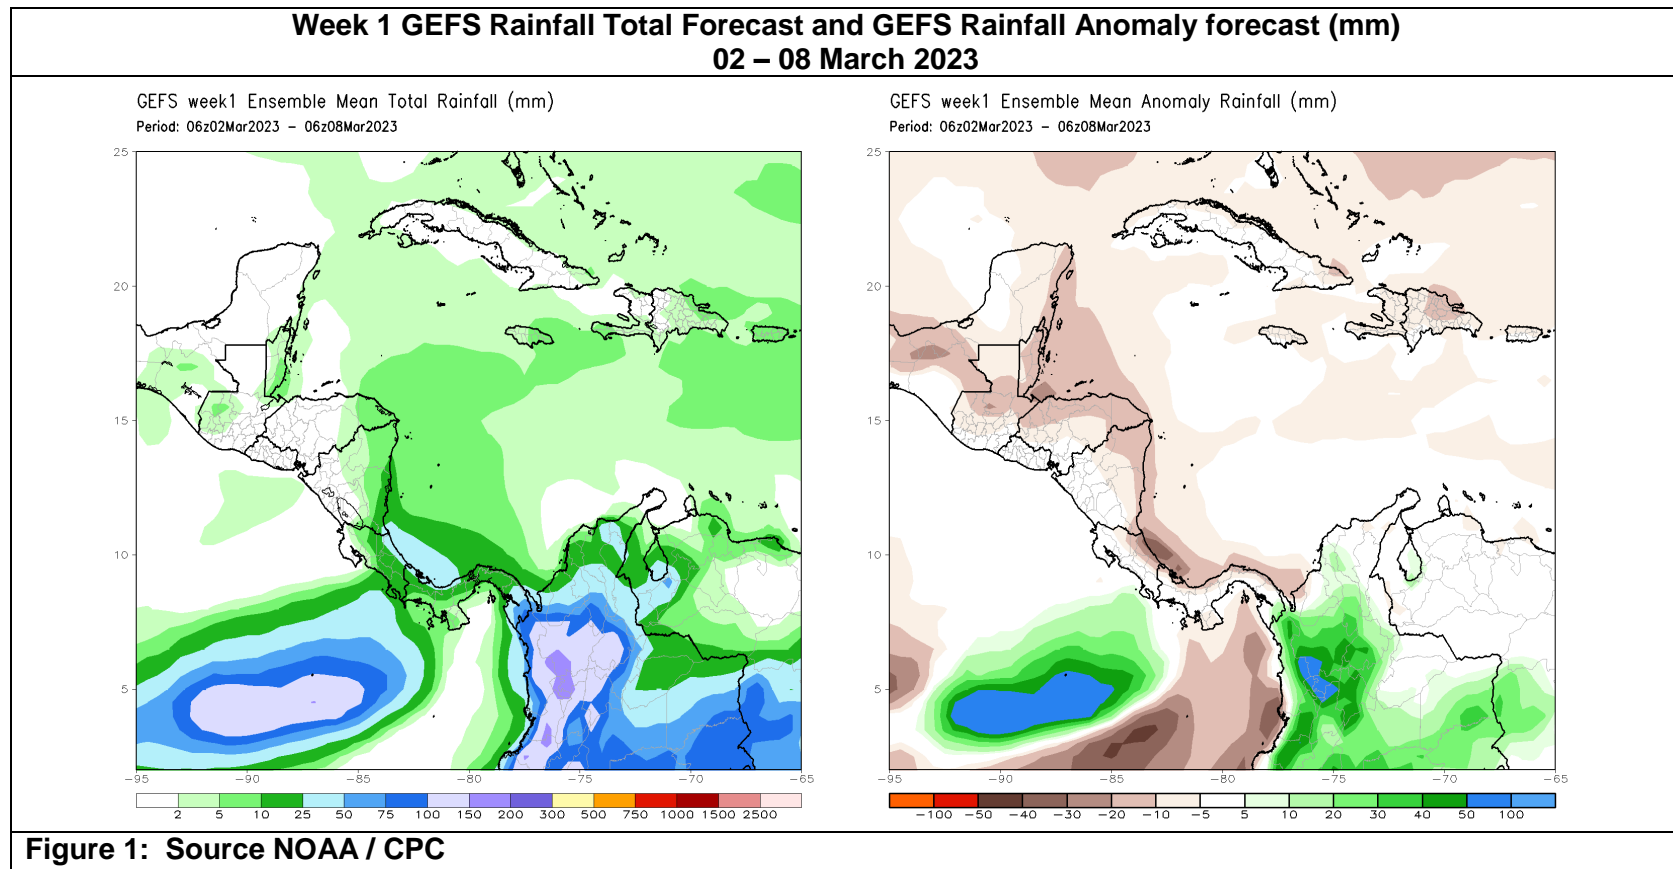 Week 1 GEFS Rainfall Total Forecast and GEFS Rainfall Anomaly forecast (mm)
02 – 08 March 2023
GEFS week1 Ensemble Mean Total Rainfall (mm)
Period: 06z02Mar2023 – 06z08Mar2023
25
20
15
10
5
−95 −90 −85 −80 −75 −70 −65
2 5 10 25 50 75 100 150 200 300 500 750 1000 1500 2500
GEFS week1 Ensemble Mean Anomaly Rainfall (mm)
Period: 06z02Mar2023 – 06z08Mar2023
25
20
15
10
5
−95 −90 −85 −80 −75 −70 −65
−100 −50 −40 −30 −20 −10 −5 5 10 20 30 40 50 100
Figure 1: Source NOAA / CPC